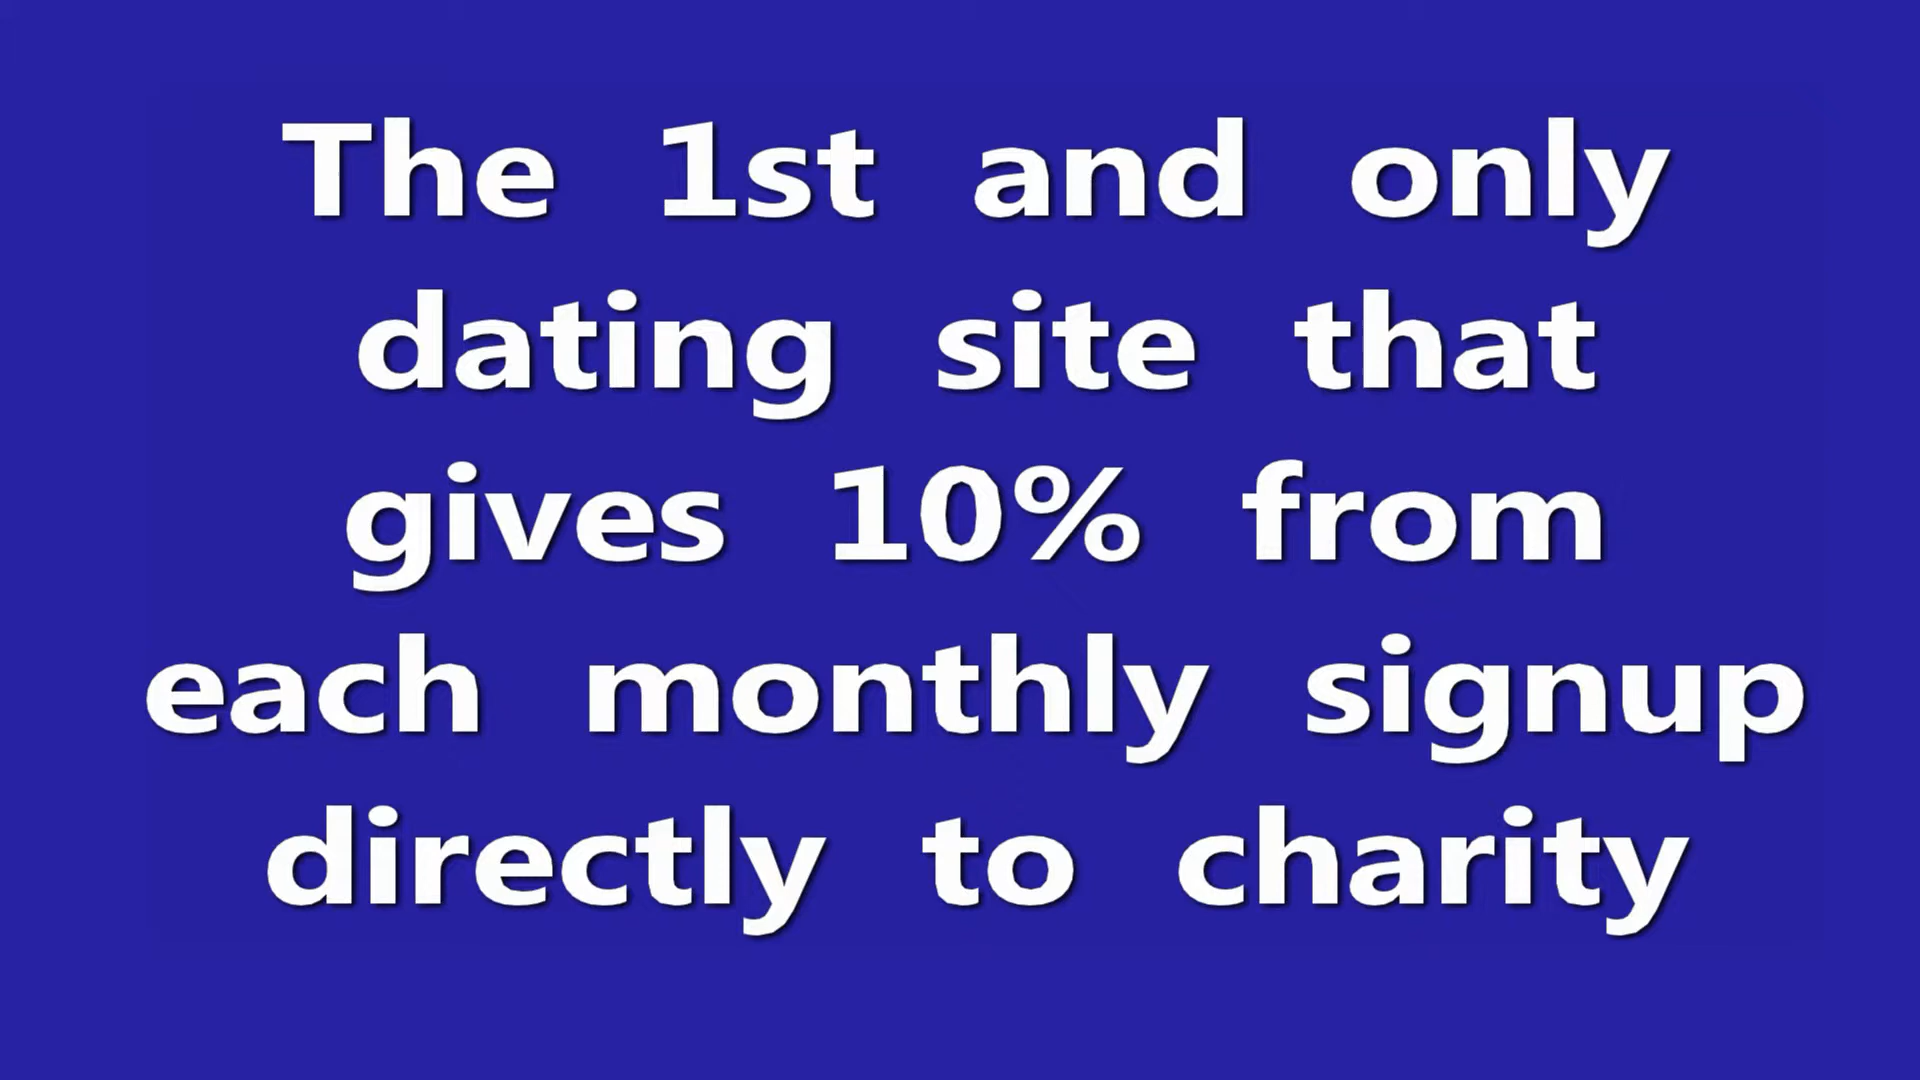 The 1st and only
dating site that
gives 10% from
each monthly signup
directly to charity